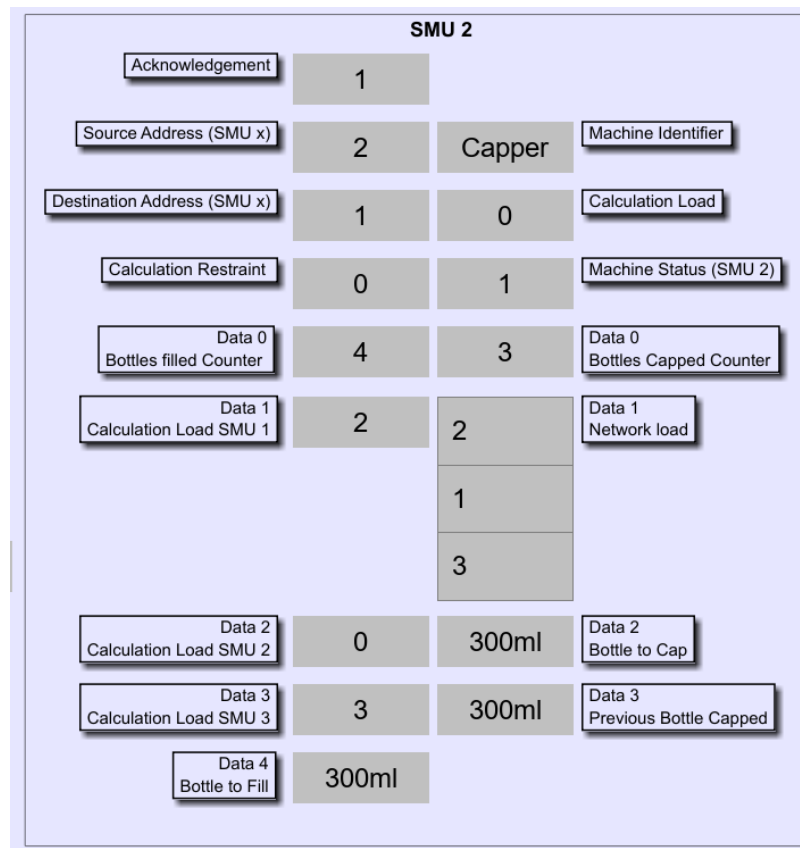 SMU 2
Acknowledgement
1
Source Address (SMU x)
2
Capper
Machine Identifier
Destination Address (SMU x)
1
0
Calculation Load
Calculation Restraint
0
1
Machine Status (SMU 2)
Data 0
Bottles filled Counter
4
3
Data 0
Bottles Capped Counter
Data 1
Calculation Load SMU 1
2
2
1
3
Data 1
Network load
Data 2
Calculation Load SMU 2
0
300ml
Data 2
Bottle to Cap
Data 3
Calculation Load SMU 3
3
300ml
Data 3
Previous Bottle Capped
Data 4
Bottle to Fill
300ml